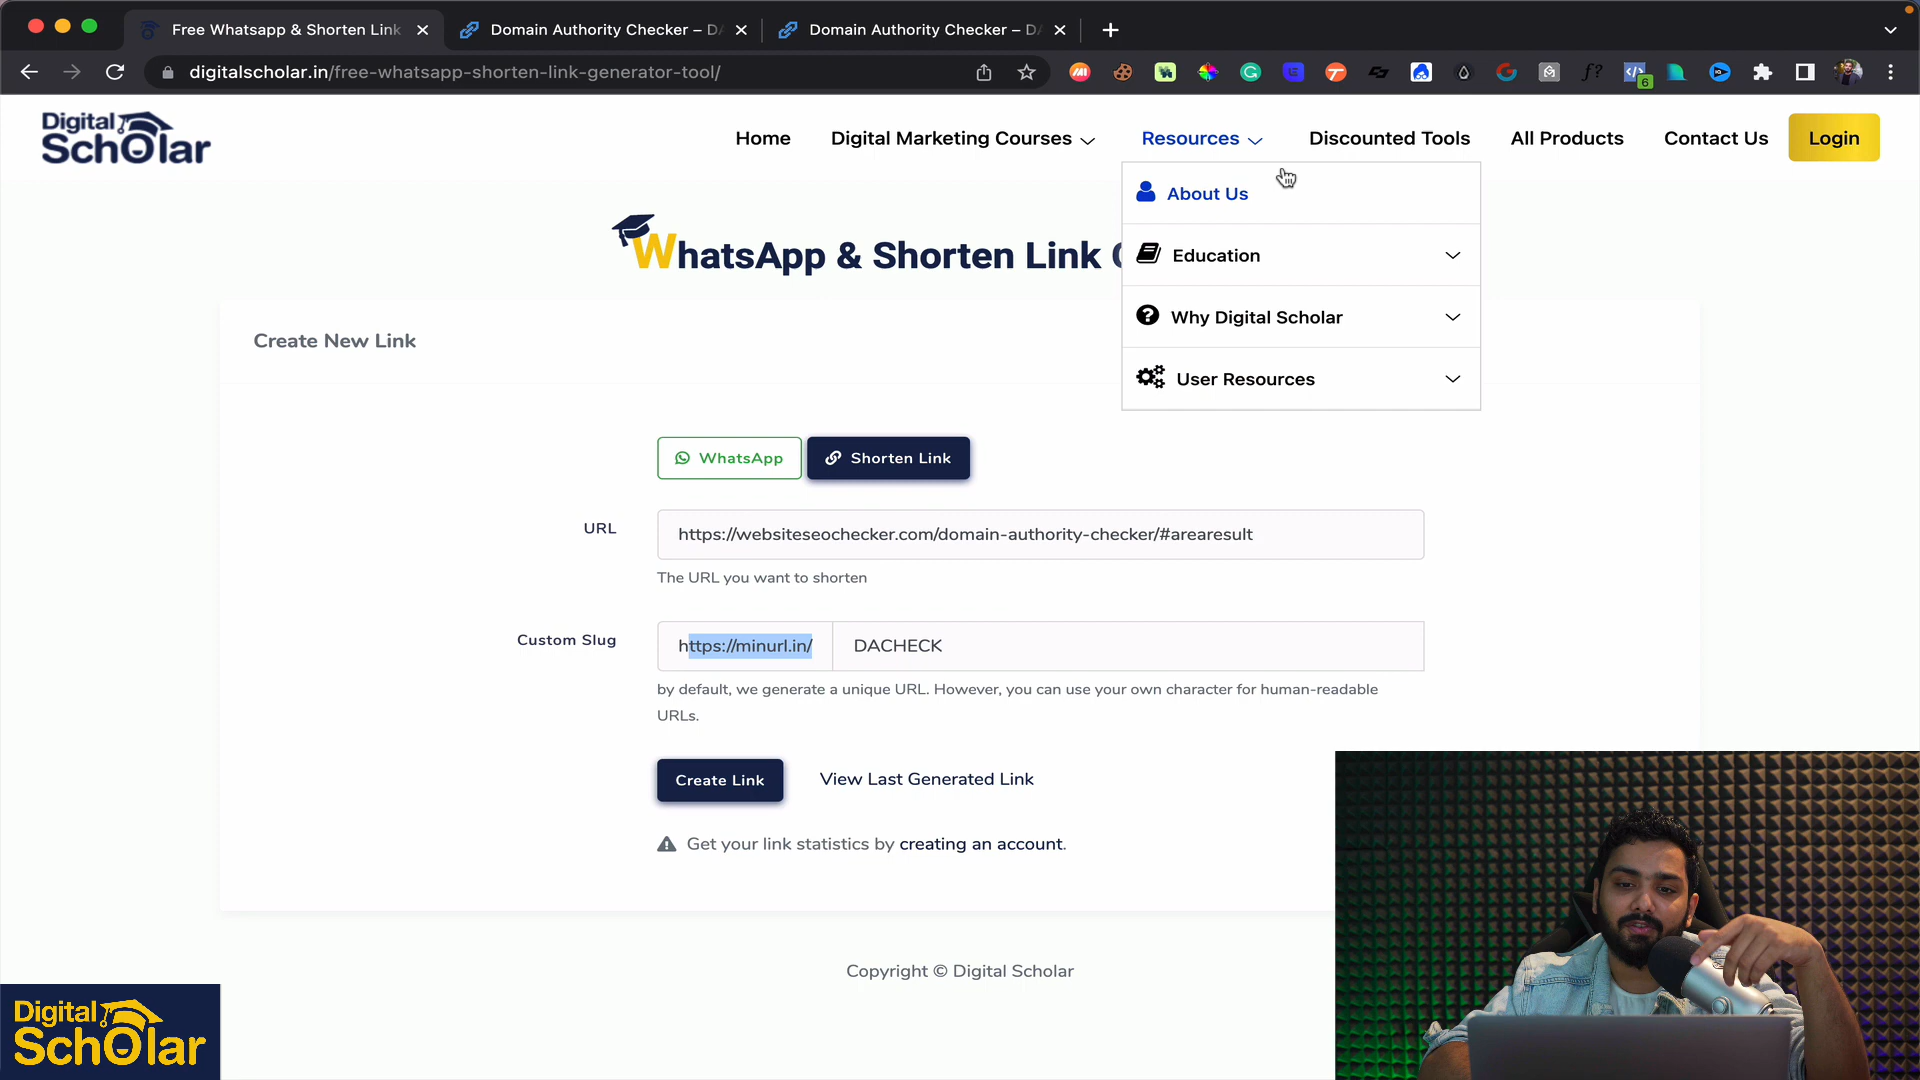 Free Whatsapp & Shorten Link
Domain Authority Checker – DA
Domain Authority Checker – DA
digitalscholar.in/free-whatsapp-shorten-link-generator-tool/
6
Digital
Scholar
Home
Digital Marketing Courses
Resources
Discounted Tools
All Products
Contact Us
Login
About Us
Education
Why Digital Scholar
User Resources
WhatsApp & Shorten Link
Create New Link
WhatsApp
Shorten Link
URL
https://websiteseochecker.com/domain-authority-checker/#arearesult
The URL you want to shorten
Custom Slug
https://minurl.in/
DACHECK
by default, we generate a unique URL. However, you can use your own character for human-readable
URLs.
Create Link
View Last Generated Link
Get your link statistics by creating an account.
Copyright © Digital Scholar
Digital
Scholar